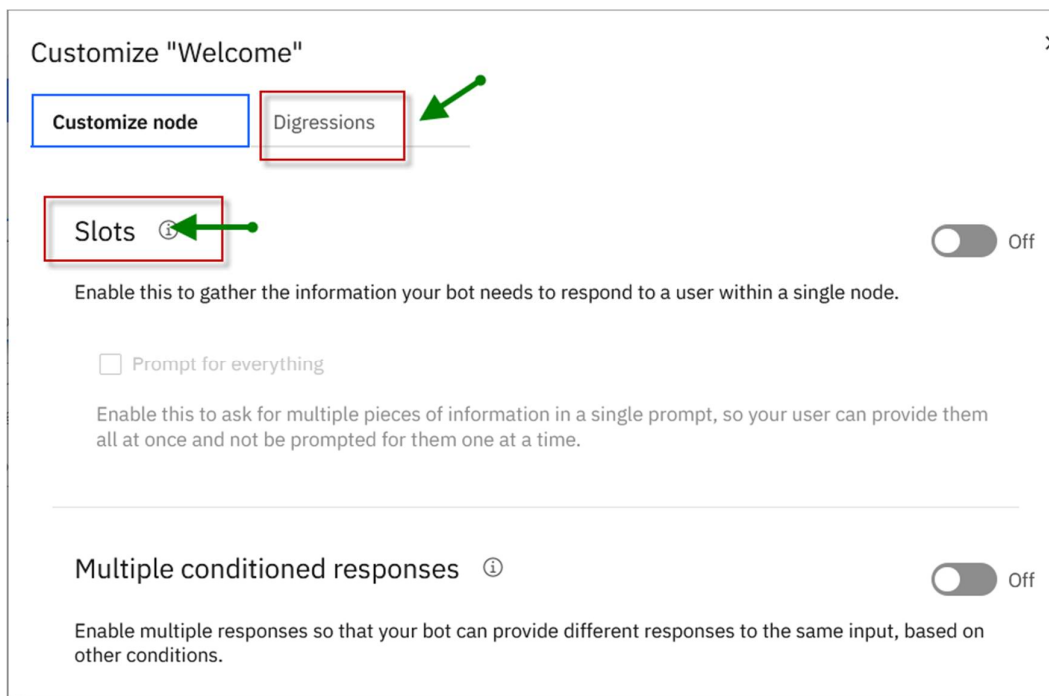 Customize "Welcome"
Customize node
Digressions
Slots
Off
Enable this to gather the information your bot needs to respond to a user within a single node.
Prompt for everything
Enable this to ask for multiple pieces of information in a single prompt, so your user can provide them
all at once and not be prompted for them one at a time.
Multiple conditioned responses
Off
Enable multiple responses so that your bot can provide different responses to the same input, based on
other conditions.